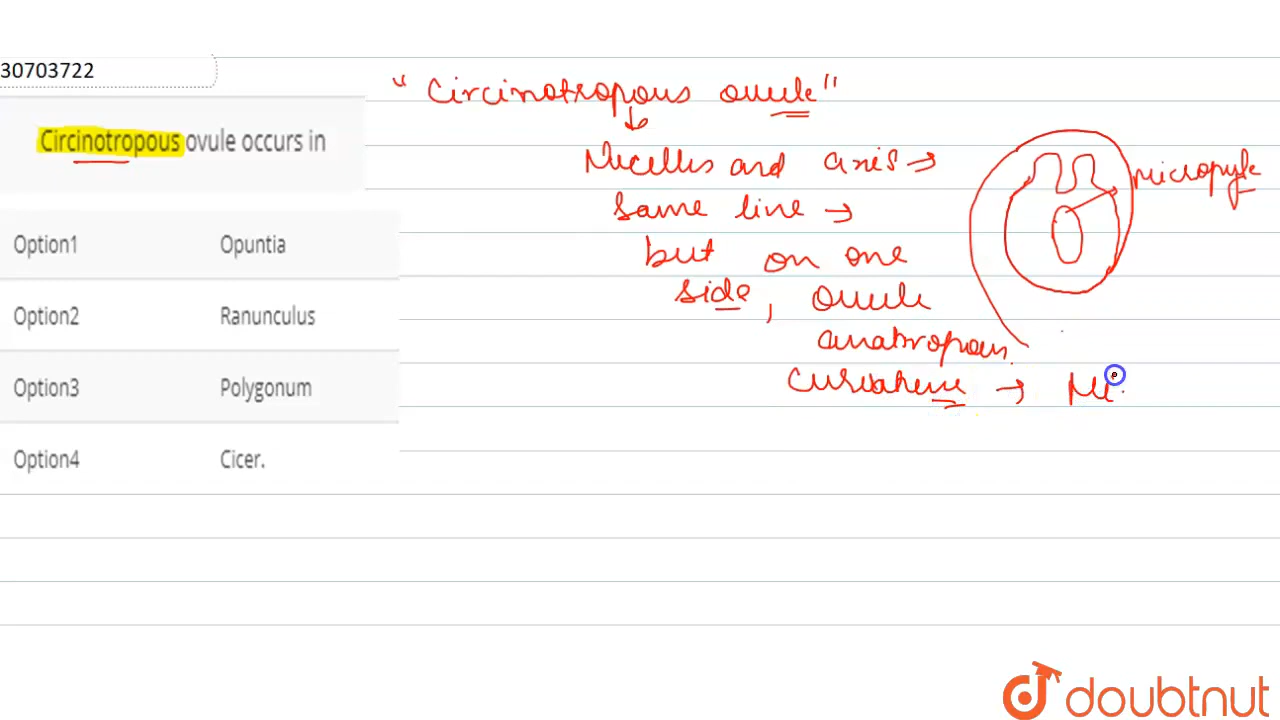 30703722
Circinotropous ovule occurs in
Option1 Opuntia
Option2 Ranunculus
Option3 Polygonum
Option4 Cicer.
"Circinotropous ovule"
Nucellus and axis →
same line →
but on one
side, ovule
anatropous.
curvature → Mi
micropyle
doubtnut